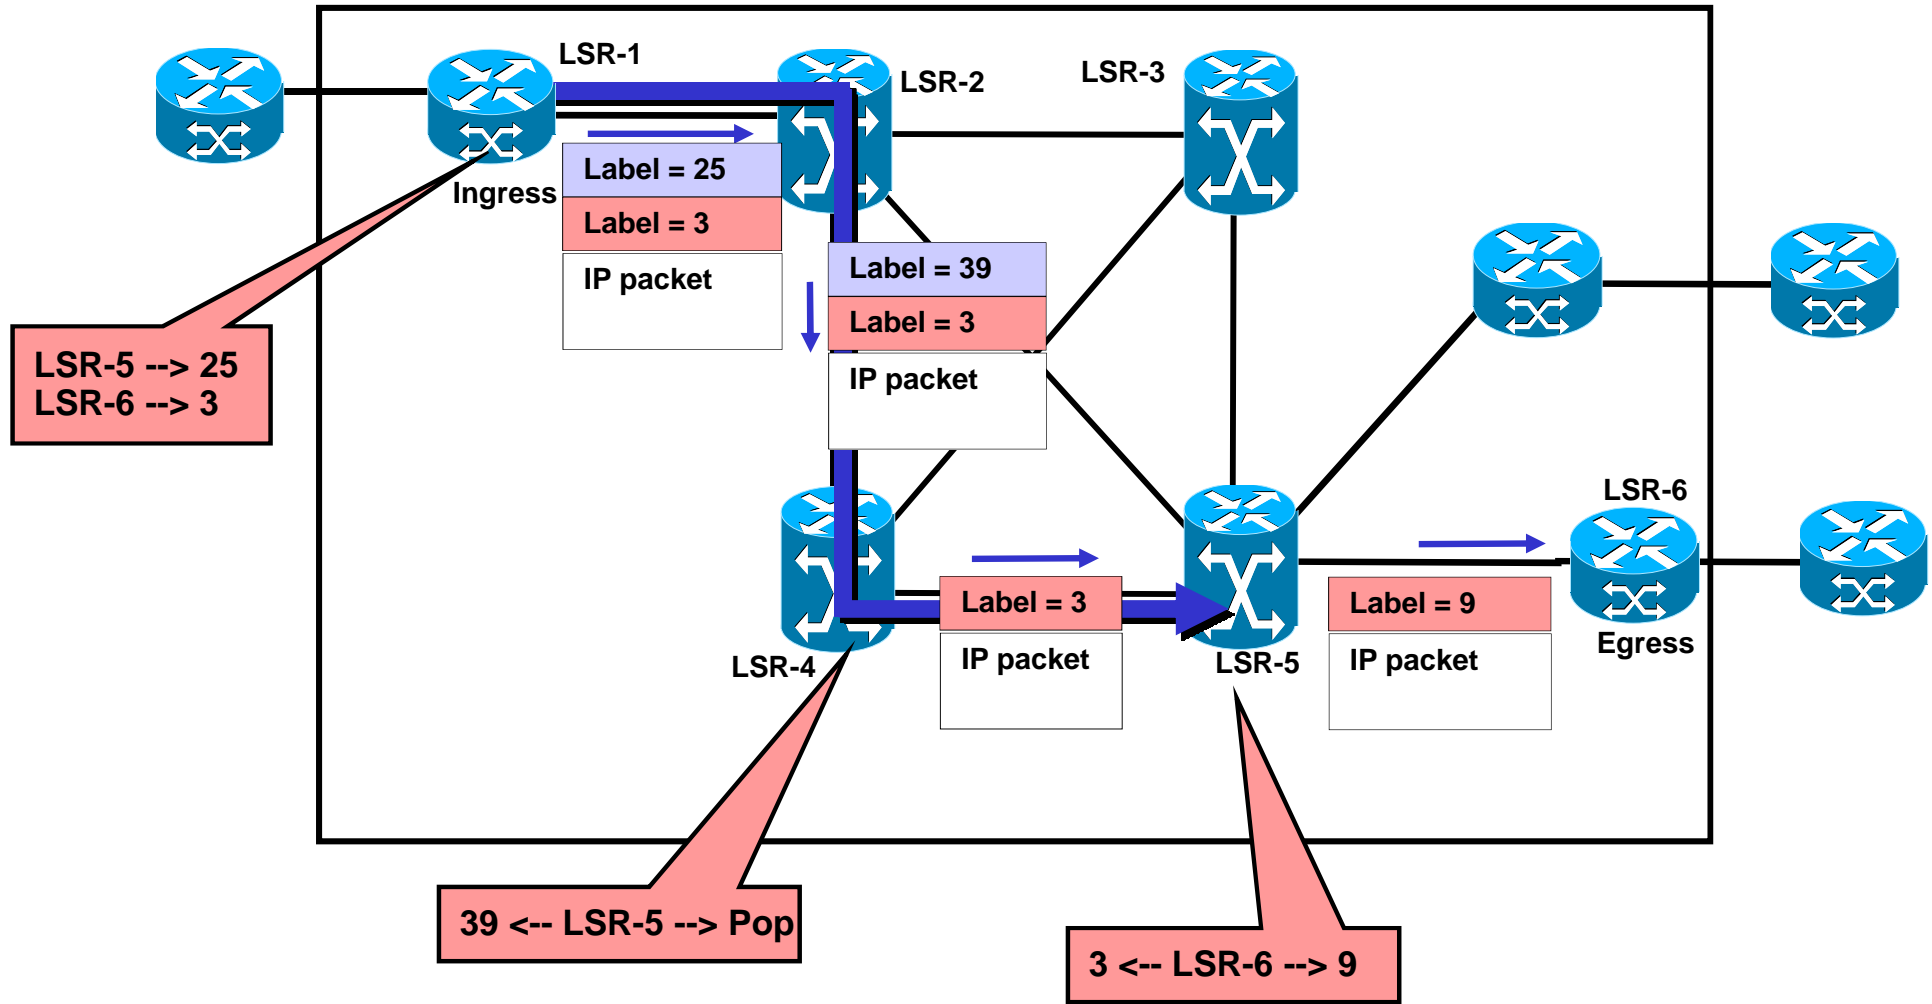 LSR-1
LSR-2
LSR-3
Ingress
Label = 25
Label = 3
IP packet
Label = 39
Label = 3
IP packet
LSR-5 --> 25
LSR-6 --> 3
LSR-6
Label = 3
IP packet
Label = 9
IP packet
Egress
LSR-4
LSR-5
39 <-- LSR-5 --> Pop
3 <-- LSR-6 --> 9